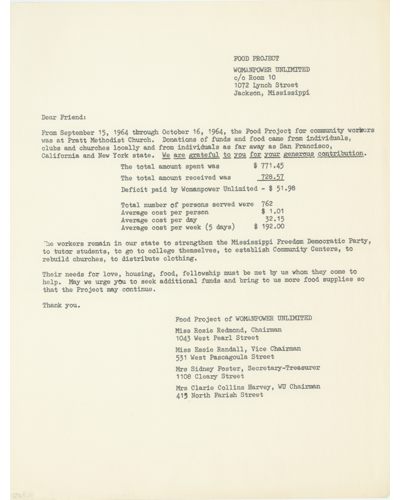 FOOD PROJECT
WOMANPOWER UNLIMITED
c/o Room 10
1072 Lynch Street
Jackson, Mississippi
Dear Friend:
From September 15, 1964 through October 16, 1964, the Food Project for community workers
was at Pratt Methodist Church. Donations of funds and food came from individuals,
clubs and churches locally and from individuals as far away as San Francisco,
California and New York state. We are grateful to you for your generous contribution.
The total amount spent was $ 771.45
The total amount received was 728.57
Deficit paid by Womanpower Unlimited - $ 51.98
Total number of persons served were 762
Average cost per person $ 1.01
Average cost per day 32.15
Average cost per week (5 days) $ 192.00
The workers remain in our state to strengthen the Mississippi Freedom Democratic Party,
to tutor students, to go to college themselves, to establish Community Centers, to
rebuild churches, to distribute clothing.
Their needs for love, housing, food, fellowship must be met by us whom they come to
help. May we urge you to seek additional funds and bring to us more food supplies so
that the Project may continue.
Thank you.
Food Project of WOMANPOWER UNLIMITED
Miss Rosie Redmond, Chairman
1043 West Pearl Street
Miss Essie Randall, Vice Chairman
531 West Pascagoula Street
Mrs Sidney Foster, Secretary-Treasurer
1108 Cleary Street
Mrs Clarie Collins Harvey, WU Chairman
415 North Farish Street